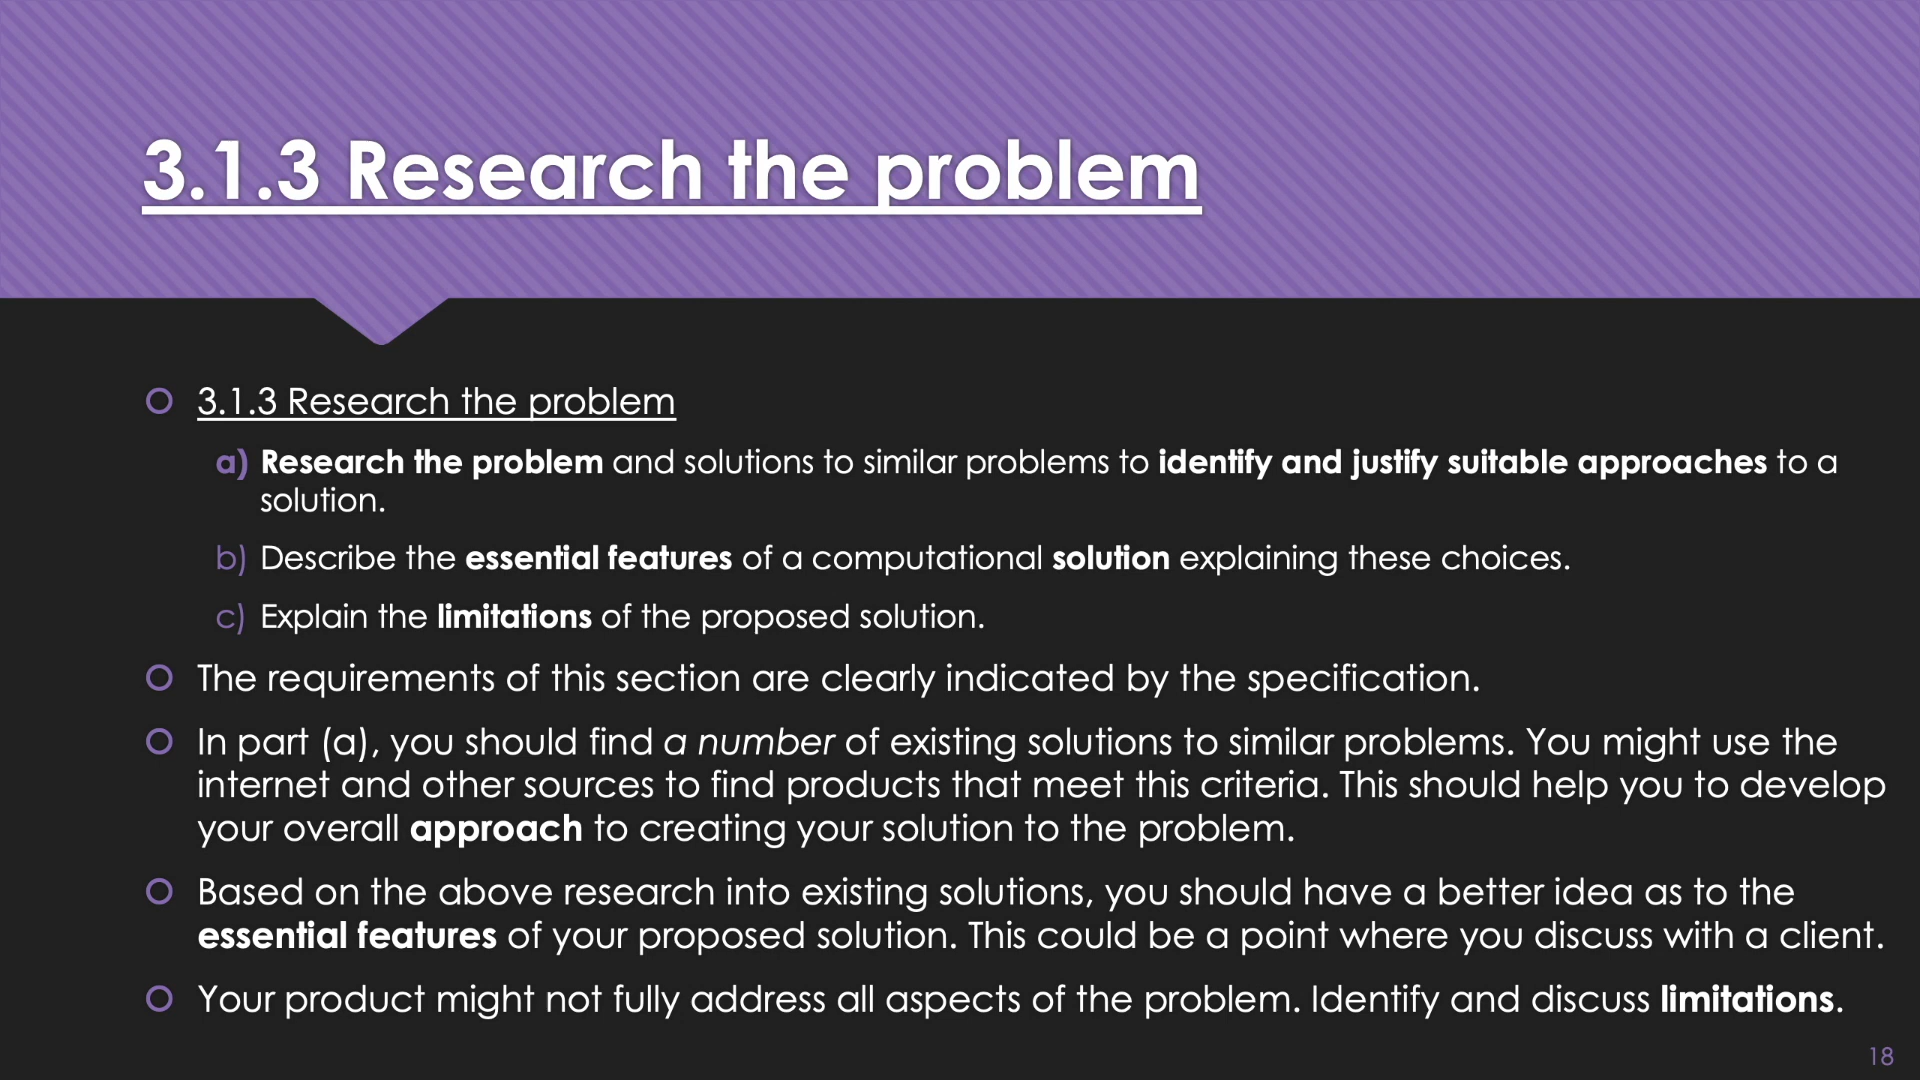 3.1.3 Research the problem
3.1.3 Research the problem
a) Research the problem and solutions to similar problems to identify and justify suitable approaches to a
solution.
b) Describe the essential features of a computational solution explaining these choices.
c) Explain the limitations of the proposed solution.
The requirements of this section are clearly indicated by the specification.
In part (a), you should find a number of existing solutions to similar problems. You might use the
internet and other sources to find products that meet this criteria. This should help you to develop
your overall approach to creating your solution to the problem.
Based on the above research into existing solutions, you should have a better idea as to the
essential features of your proposed solution. This could be a point where you discuss with a client.
Your product might not fully address all aspects of the problem. Identify and discuss limitations.
18